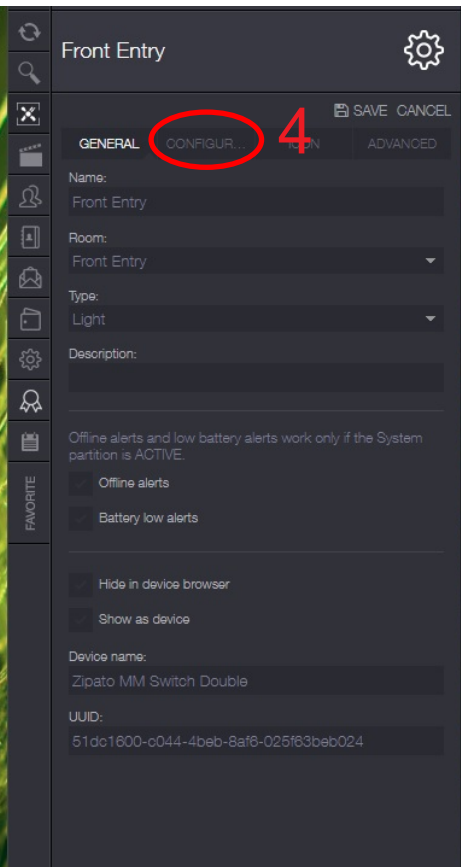 Front Entry
SAVE CANCEL
GENERAL CONFIGUR... 4 ICON ADVANCED
Name:
Front Entry
Room:
Front Entry
Type:
Light
Description:
Offline alerts and low battery alerts work only if the System
partition is ACTIVE.
Offline alerts
Battery low alerts
FAVORITE
Hide in device browser
Show as device
Device name:
Zipato MM Switch Double
UUID:
51dc1600-c044-4beb-8af6-025f63beb024